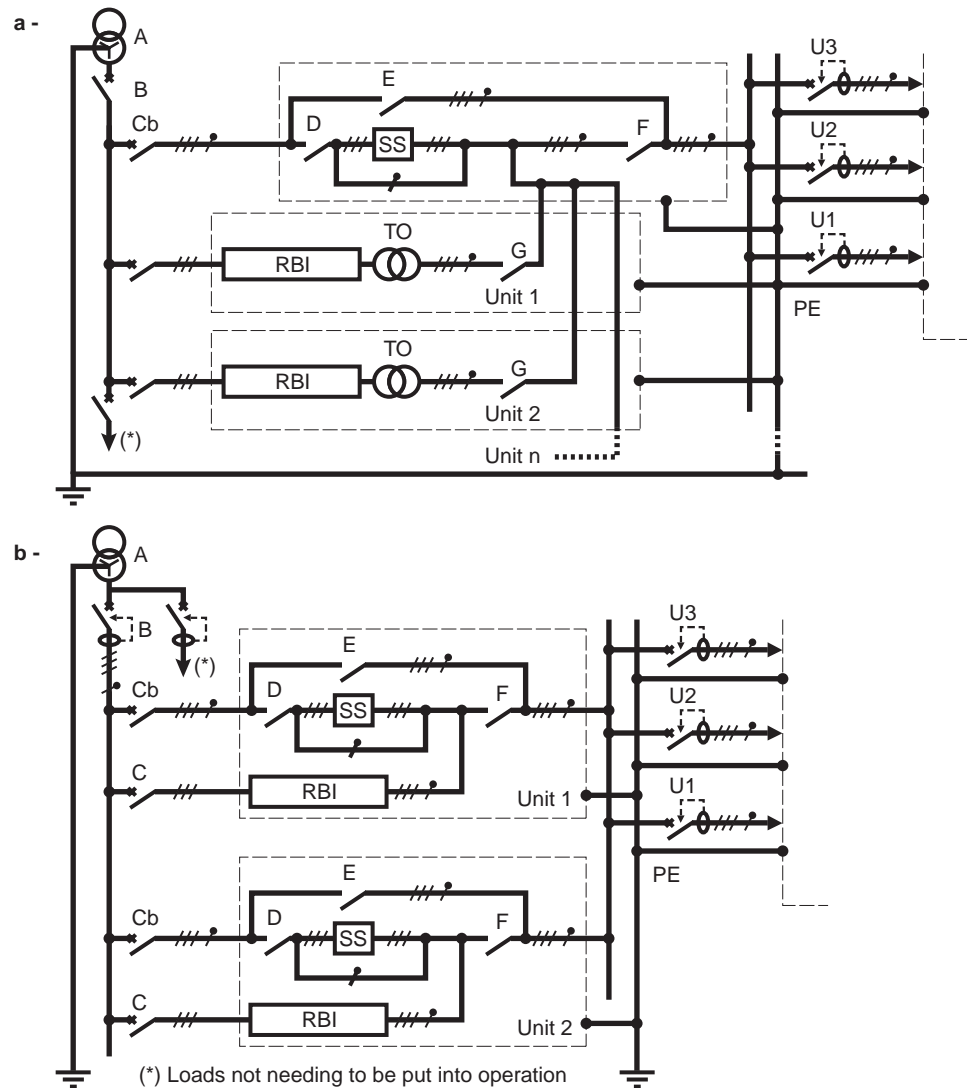 a -
A
B
Cb
D
E
SS
F
U3
U2
U1
TO
RBI
G
Unit 1
PE
TO
RBI
G
Unit 2
(*)
Unit n
b -
A
B
(*)
E
Cb
D
SS
F
U3
U2
C
RBI
Unit 1
U1
PE
E
Cb
D
SS
F
C
RBI
Unit 2
(*) Loads not needing to be put into operation